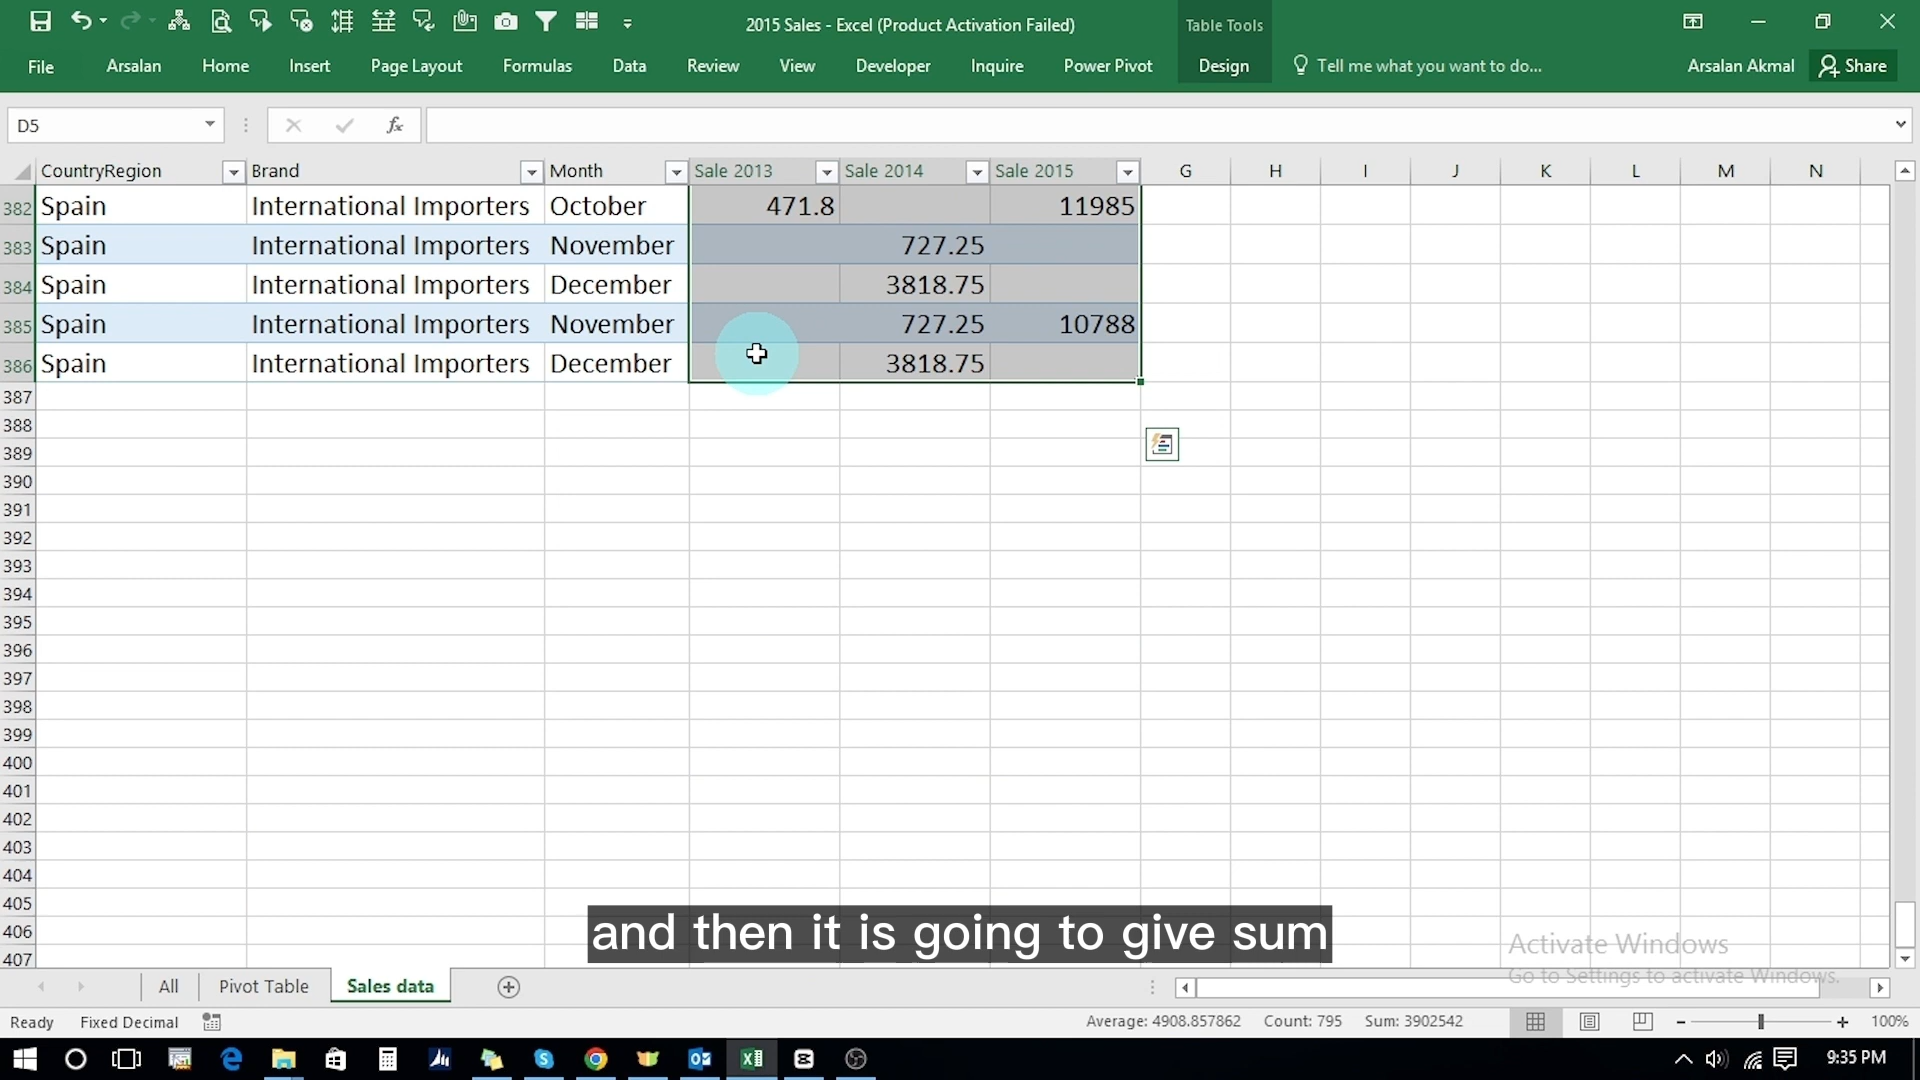 2015 Sales - Excel (Product Activation Failed)
Table Tools
File Arsalan Home Insert Page Layout Formulas Data Review View Developer Inquire Power Pivot Design Tell me what you want to do... Arsalan Akmal Share
D5 fx
CountryRegion Brand Month Sale 2013 Sale 2014 Sale 2015 G H I J K L M N
382 Spain International Importers October 471.8 11985
383 Spain International Importers November 727.25
384 Spain International Importers December 3818.75
385 Spain International Importers November 727.25 10788
386 Spain International Importers December 3818.75
387
388
389
390
391
392
393
394
395
396
397
398
399
400
401
402
403
404
405
406
407
and then it is going to give sum
Activate Windows
Go to Settings to activate Windows.
All Pivot Table Sales data
Ready Fixed Decimal Average: 4908.857862 Count: 795 Sum: 3902542 100%
9:35 PM